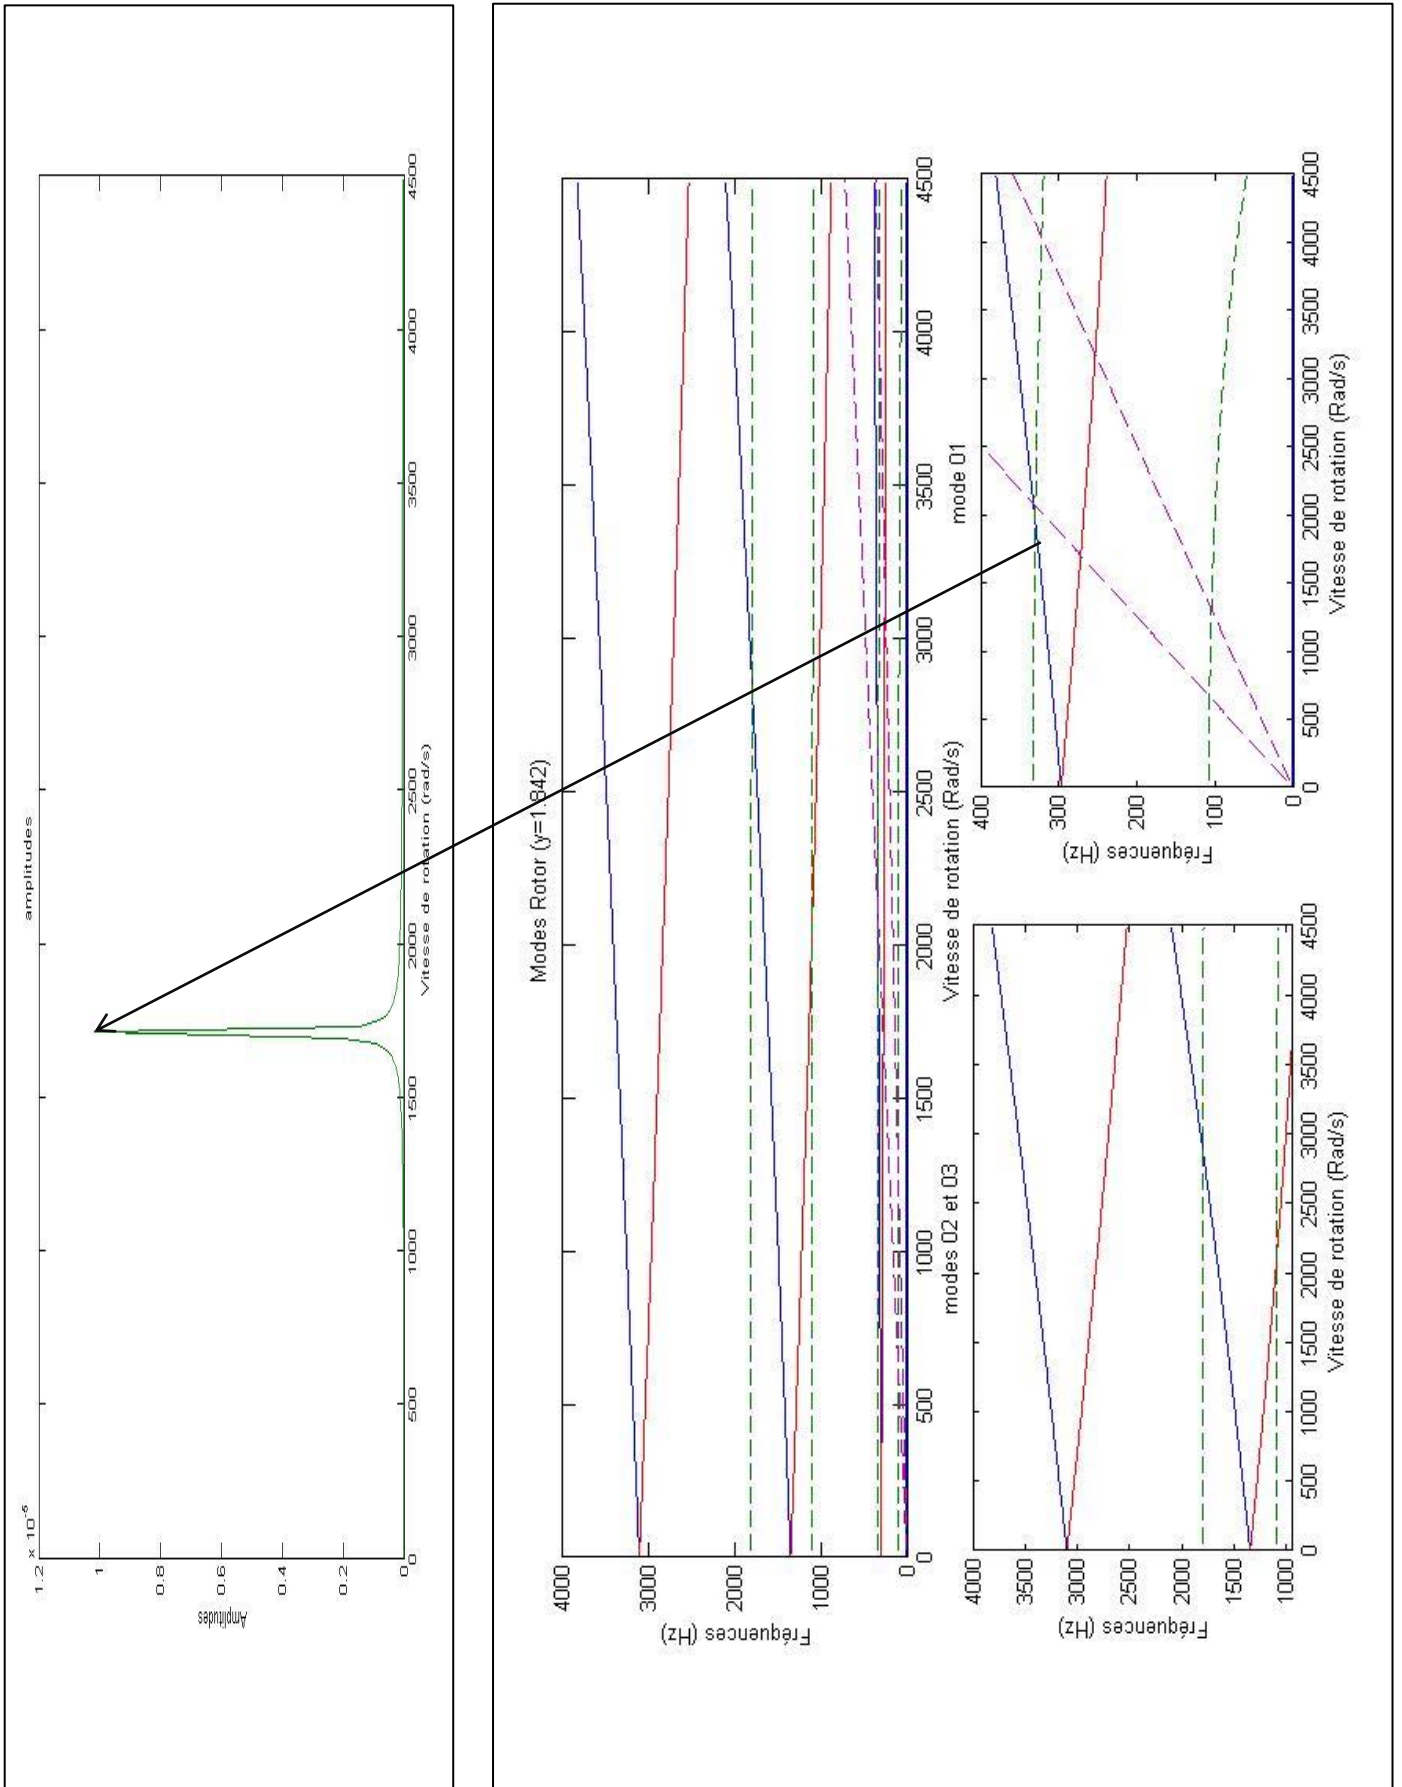 amplitudes
× 10⁻⁵
1.2
1
0.8
0.6
0.4
0.2
0
Amplitudes
0 500 1000 1500 2000 2500 3000 3500 4000 4500
Vitesse de rotation (rad/s)
Modes Rotor (y=1.842)
4000
3000
2000
1000
0
Fréquences (Hz)
0 500 1000 1500 2000 2500 3000 3500 4000 4500
Vitesse de rotation (Rad/s)
modes 02 et 03
4000
3500
3000
2500
2000
1500
1000
Fréquences (Hz)
0 500 1000 1500 2000 2500 3000 3500 4000 4500
Vitesse de rotation (Rad/s)
mode 01
400
300
200
100
0
Fréquences (Hz)
0 500 1000 1500 2000 2500 3000 3500 4000 4500
Vitesse de rotation (Rad/s)